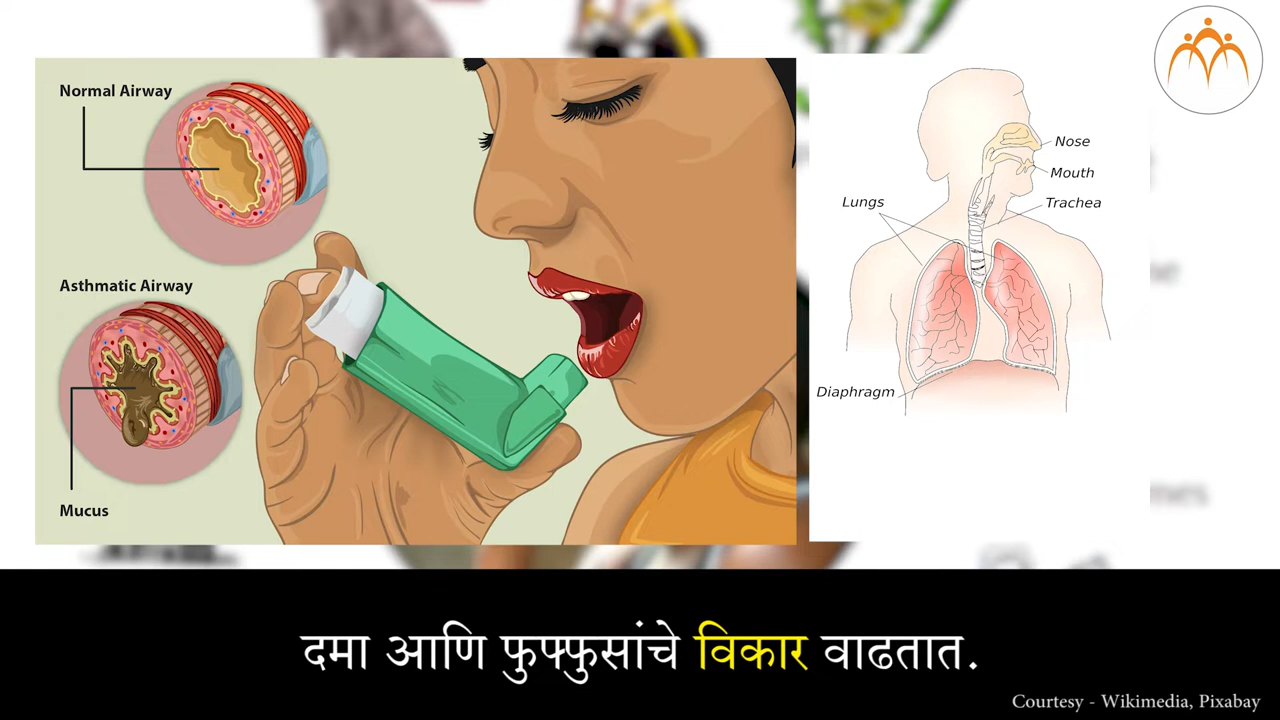 Normal Airway
Asthmatic Airway
Mucus
Nose
Mouth
Trachea
Lungs
Diaphragm
दमा आणि फुफ्फुसांचे विकार वाढतात.
Courtesy - Wikimedia, Pixabay